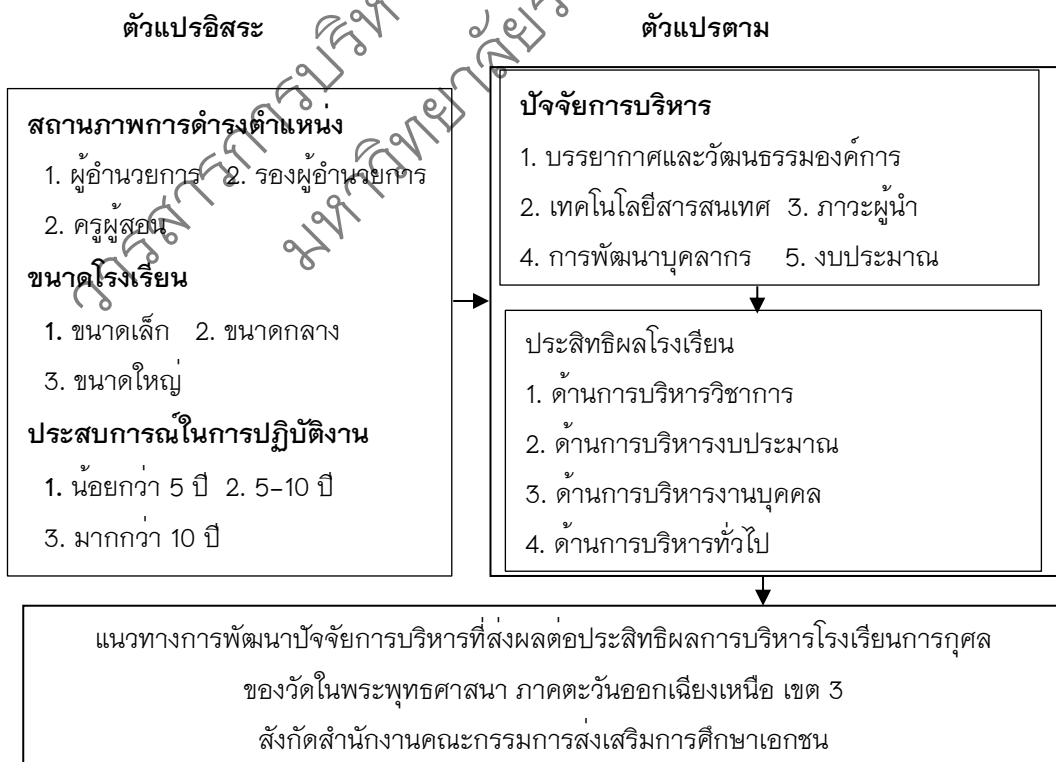 ตัวแปรอิสระ
ตัวแปรตาม
สถานภาพการดำรงตำแหน่ง
1. ผู้อำนวยการ 2. รองผู้อำนวยการ
2. ครูผู้สอน
ขนาดโรงเรียน
1. ขนาดเล็ก 2. ขนาดกลาง
3. ขนาดใหญ่
ประสบการณ์ในการปฏิบัติงาน
1. น้อยกว่า 5 ปี 2. 5–10 ปี
3. มากกว่า 10 ปี
ปัจจัยการบริหาร
1. บรรยากาศและวัฒนธรรมองค์การ
2. เทคโนโลยีสารสนเทศ 3. ภาวะผู้นำ
4. การพัฒนาบุคลากร 5. งบประมาณ
ประสิทธิผลโรงเรียน
1. ด้านการบริหารวิชาการ
2. ด้านการบริหารงบประมาณ
3. ด้านการบริหารงานบุคคล
4. ด้านการบริหารทั่วไป
แนวทางการพัฒนาปัจจัยการบริหารที่ส่งผลต่อประสิทธิผลการบริหารโรงเรียนการกุศล
ของวัดในพระพุทธศาสนา ภาคตะวันออกเฉียงเหนือ เขต 3
สังกัดสำนักงานคณะกรรมการส่งเสริมการศึกษาเอกชน
วารสารการบริห
มหาวิทยาลัย